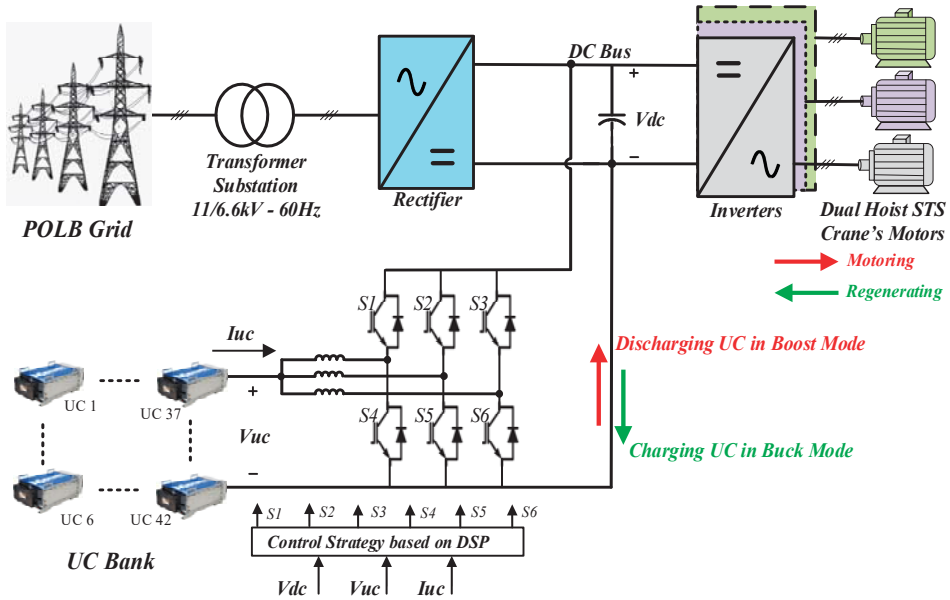 DC Bus
+
Vdc
−
Transformer
Substation
11/6.6kV - 60Hz
Rectifier
Inverters
POLB Grid
Dual Hoist STS
Crane's Motors
Motoring
Regenerating
S1
S2
S3
Iuc
Discharging UC in Boost Mode
UC 1
UC 37
+
S4
S5
S6
Vuc
Charging UC in Buck Mode
−
UC 6
UC 42
S1
S2
S3
S4
S5
S6
Control Strategy based on DSP
UC Bank
Vdc
Vuc
Iuc